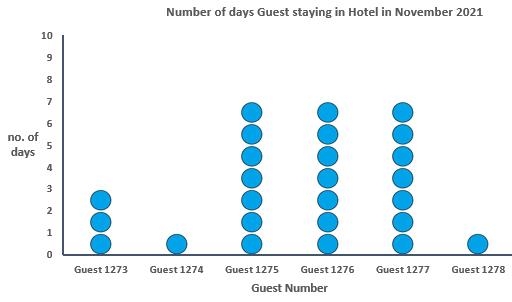 Number of days Guest staying in Hotel in November 2021
10
9
8
7
6
5
4
3
2
1
0
no. of
days
Guest 1273
Guest 1274
Guest 1275
Guest 1276
Guest 1277
Guest 1278
Guest Number